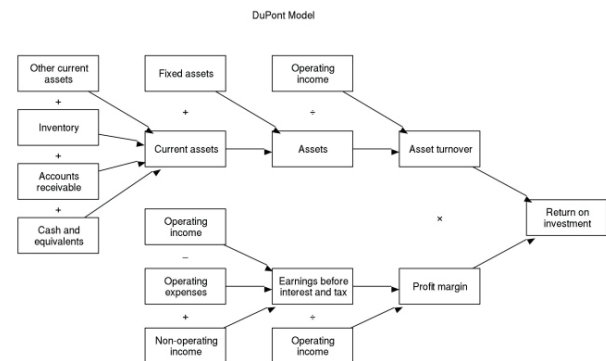 DuPont Model
Other current
assets
+
Inventory
+
Accounts
receivable
+
Cash and
equivalents
Fixed assets
+
Current assets
Operating
income
÷
Assets
Asset turnover
Operating
income
–
Operating
expenses
+
Non-operating
income
Earnings before
interest and tax
÷
Operating
income
Profit margin
×
Return on
investment